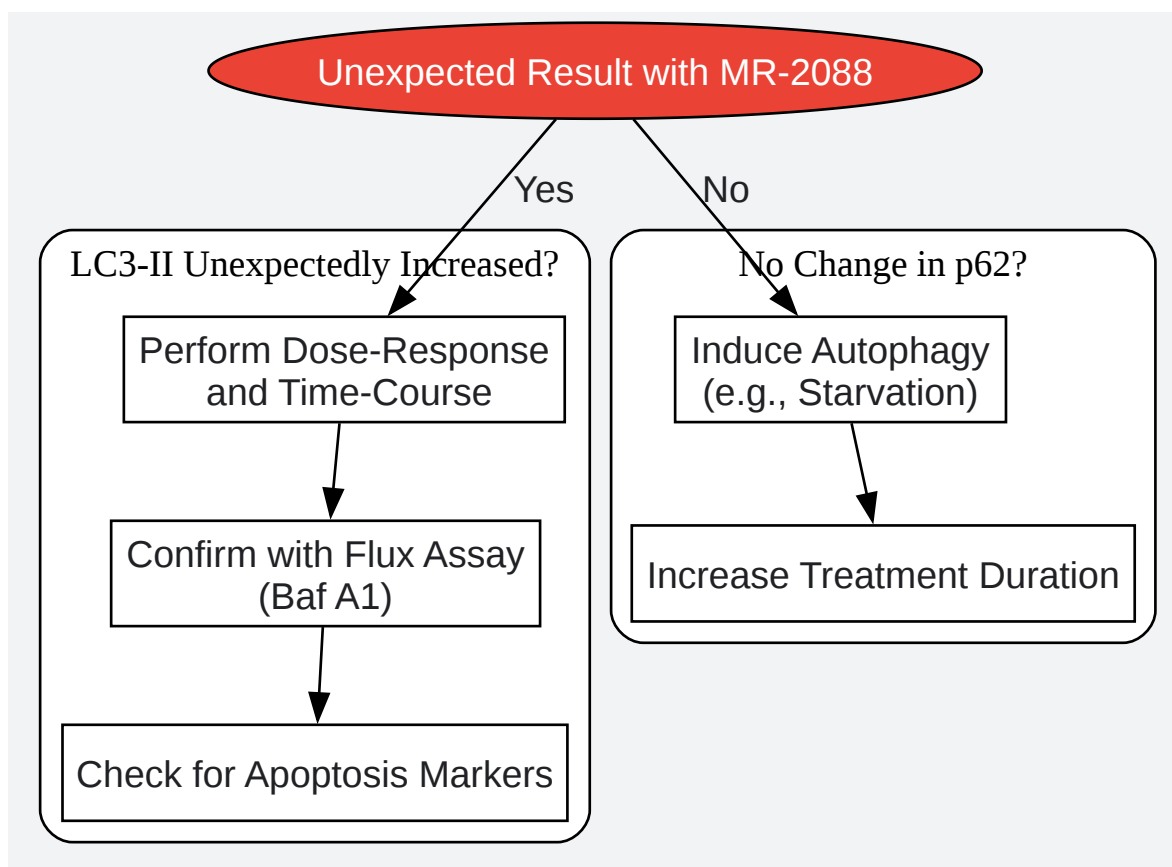 Unexpected Result with MR-2088
Yes
No
LC3-II Unexpectedly Increased?
Perform Dose-Response
and Time-Course
Confirm with Flux Assay
(Baf A1)
Check for Apoptosis Markers
No Change in p62?
Induce Autophagy
(e.g., Starvation)
Increase Treatment Duration